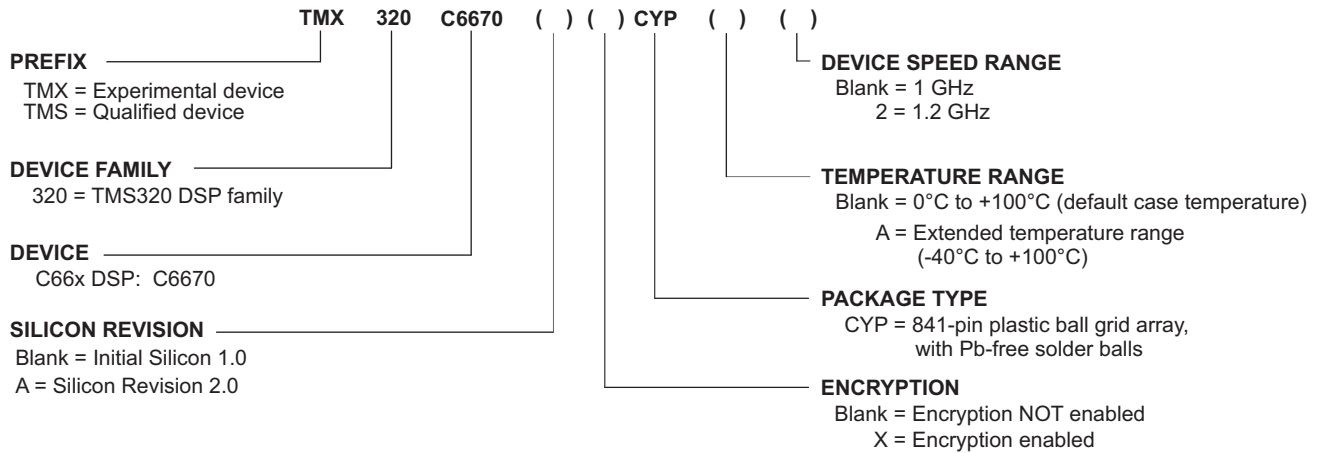 TMX 320 C6670 ( ) ( ) CYP ( ) ( )
PREFIX
TMX = Experimental device
TMS = Qualified device
DEVICE FAMILY
320 = TMS320 DSP family
DEVICE
C66x DSP: C6670
SILICON REVISION
Blank = Initial Silicon 1.0
A = Silicon Revision 2.0
DEVICE SPEED RANGE
Blank = 1 GHz
2 = 1.2 GHz
TEMPERATURE RANGE
Blank = 0°C to +100°C (default case temperature)
A = Extended temperature range
(-40°C to +100°C)
PACKAGE TYPE
CYP = 841-pin plastic ball grid array,
with Pb-free solder balls
ENCRYPTION
Blank = Encryption NOT enabled
X = Encryption enabled